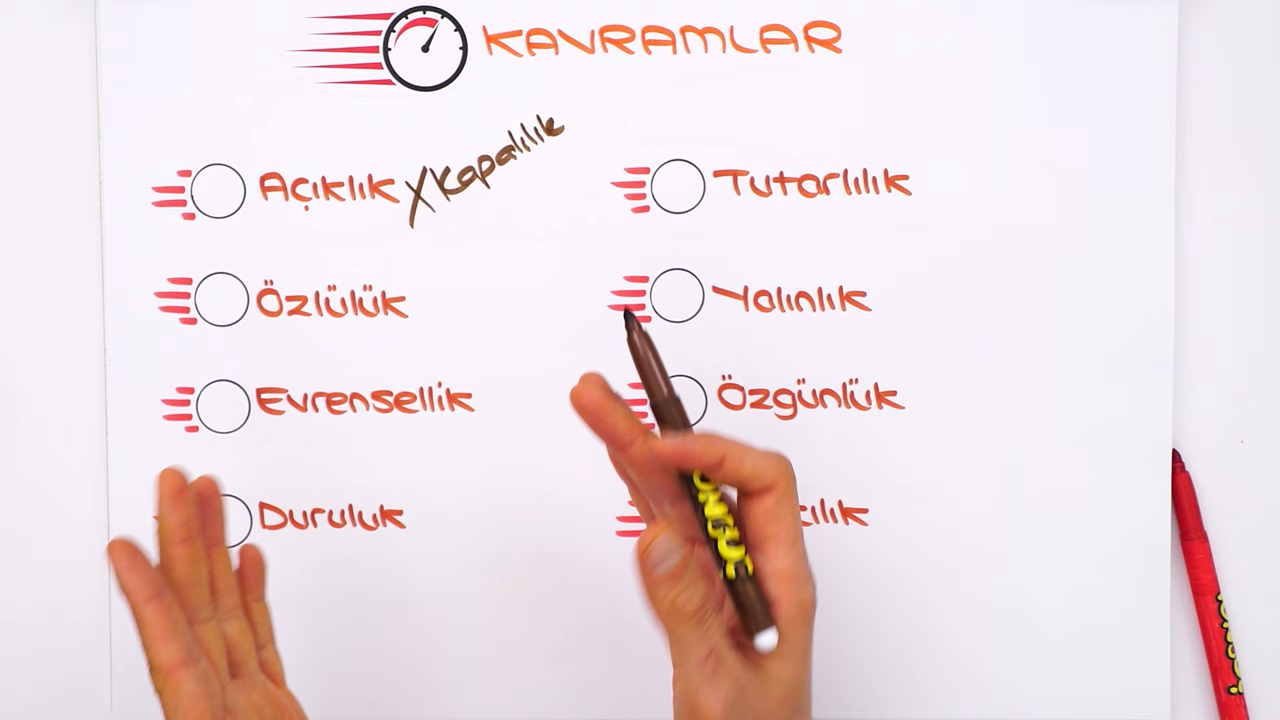 KAVRAMLAR
Açıklık X Kapalılık
Tutarlılık
Özlülük
Yalınlık
Evrensellik
Özgünlük
Duruluk